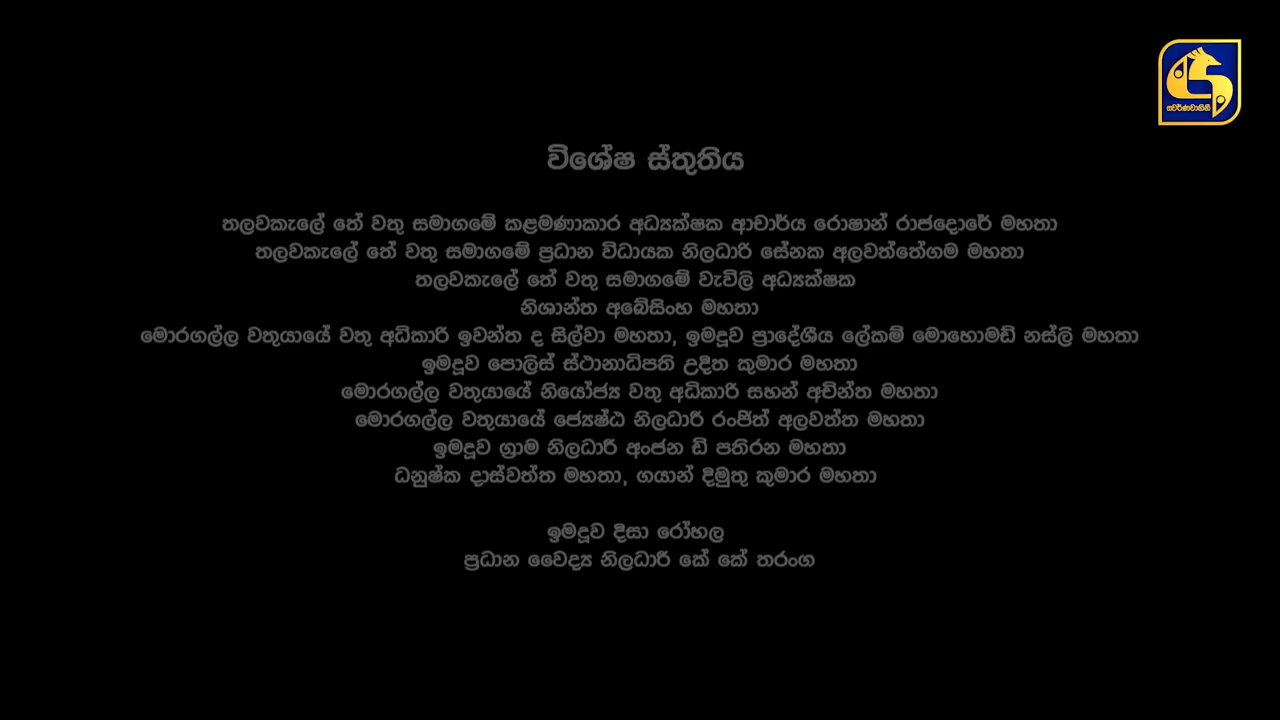 ස්වර්ණවාහිනී
විශේෂ ස්තූතිය
තලවකැලේ තේ වතු සමාගමේ කළමණාකාර අධ්‍යක්ෂක ආචාර්ය රොෂාන් රාජදොරේ මහතා
තලවකැලේ තේ වතු සමාගමේ ප්‍රධාන විධායක නිලධාරි සේනක අලවත්තේගම මහතා
තලවකැලේ තේ වතු සමාගමේ වැවිලි අධ්‍යක්ෂක
නිශාන්ත අබේසිංහ මහතා
මොරගල්ල වතුයායේ වතු අධිකාරි ඉවන්ත ද සිල්වා මහතා, ඉමදූව ප්‍රාදේශීය ලේකම් මොහොමඩ් නස්ලි මහතා
ඉමදූව පොලිස් ස්ථානාධිපති උදිත කුමාර මහතා
මොරගල්ල වතුයායේ නියෝජ්‍ය වතු අධිකාරි සහන් අචින්ත මහතා
මොරගල්ල වතුයායේ ජ්‍යෙෂ්ඨ නිලධාරී රංජිත් අලවත්ත මහතා
ඉමදූව ග්‍රාම නිලධාරී අංජන ඩි පතිරන මහතා
ධනුෂ්ක දාස්වත්ත මහතා, ගයාන් දිමුතු කුමාර මහතා
ඉමදූව දිසා රෝහල
ප්‍රධාන වෛද්‍ය නිලධාරී කේ කේ තරංග